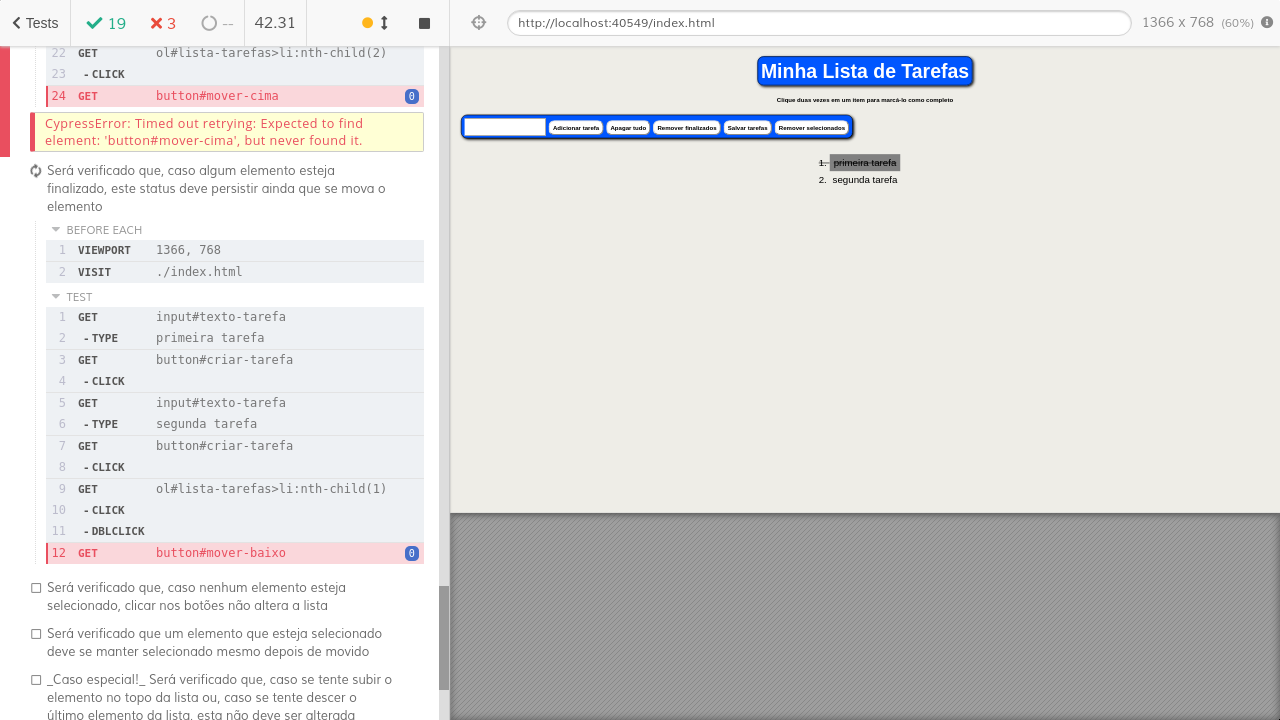 Tests 19 3 -- 42.31
http://localhost:40549/index.html 1366 x 768 (60%)
22 GET ol#lista-tarefas>li:nth-child(2)
23 - CLICK
24 GET button#mover-cima 0
CypressError: Timed out retrying: Expected to find
element: 'button#mover-cima', but never found it.
Será verificado que, caso algum elemento esteja
finalizado, este status deve persistir ainda que se mova o
elemento
BEFORE EACH
1 VIEWPORT 1366, 768
2 VISIT ./index.html
TEST
1 GET input#texto-tarefa
2 - TYPE primeira tarefa
3 GET button#criar-tarefa
4 - CLICK
5 GET input#texto-tarefa
6 - TYPE segunda tarefa
7 GET button#criar-tarefa
8 - CLICK
9 GET ol#lista-tarefas>li:nth-child(1)
10 - CLICK
11 - DBLCLICK
12 GET button#mover-baixo 0
Será verificado que, caso nenhum elemento esteja
selecionado, clicar nos botões não altera a lista
Será verificado que um elemento que esteja selecionado
deve se manter selecionado mesmo depois de movido
_Caso especial!_ Será verificado que, caso se tente subir o
elemento no topo da lista ou, caso se tente descer o
último elemento da lista, esta não deve ser alterada
Minha Lista de Tarefas
Clique duas vezes em um item para marcá-lo como completo
Adicionar tarefa Apagar tudo Remover finalizados Salvar tarefas Remover selecionados
1. primeira tarefa
2. segunda tarefa